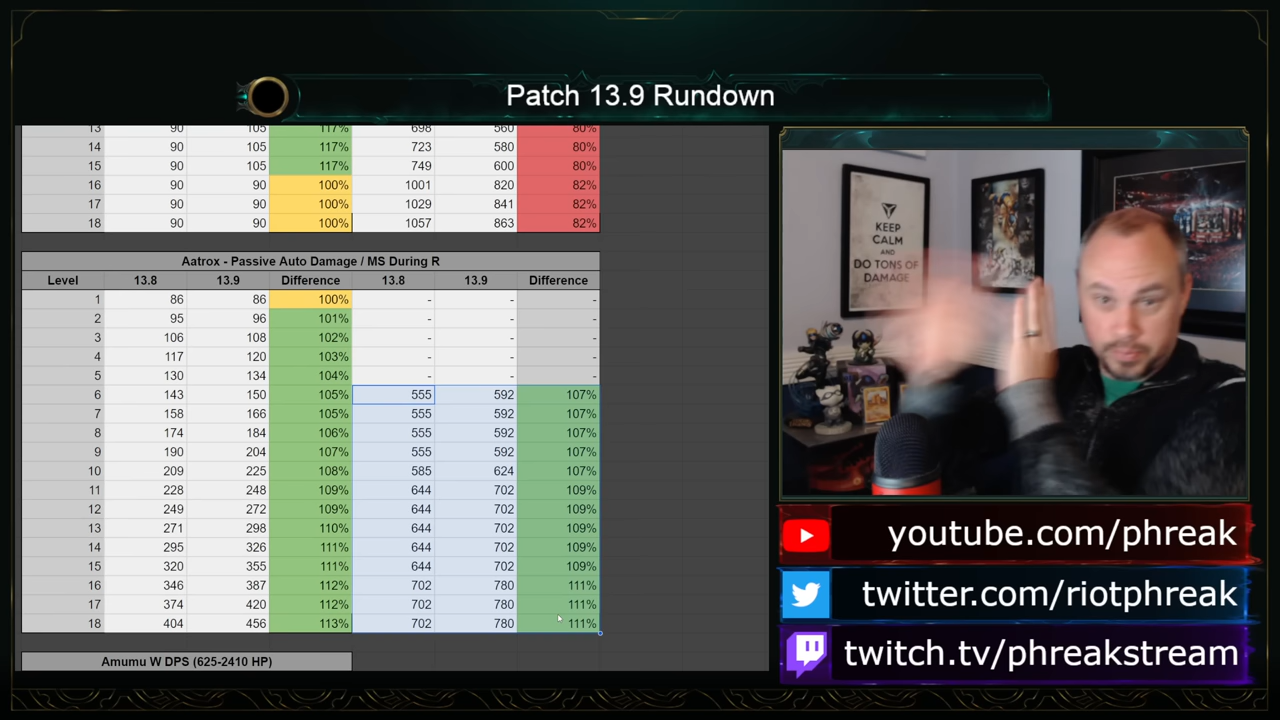 Patch 13.9 Rundown
13 90 105 117% 698 560 80%
14 90 105 117% 723 580 80%
15 90 105 117% 749 600 80%
16 90 90 100% 1001 820 82%
17 90 90 100% 1029 841 82%
18 90 90 100% 1057 863 82%
Aatrox - Passive Auto Damage / MS During R
Level 13.8 13.9 Difference 13.8 13.9 Difference
1 86 86 100% - - -
2 95 96 101% - - -
3 106 108 102% - - -
4 117 120 103% - - -
5 130 134 104% - - -
6 143 150 105% 555 592 107%
7 158 166 105% 555 592 107%
8 174 184 106% 555 592 107%
9 190 204 107% 555 592 107%
10 209 225 108% 585 624 107%
11 228 248 109% 644 702 109%
12 249 272 109% 644 702 109%
13 271 298 110% 644 702 109%
14 295 326 111% 644 702 109%
15 320 355 111% 644 702 109%
16 346 387 112% 702 780 111%
17 374 420 112% 702 780 111%
18 404 456 113% 702 780 111%
Amumu W DPS (625-2410 HP)
KEEP
CALM
AND
DO TONS OF
DAMAGE
youtube.com/phreak
twitter.com/riotphreak
twitch.tv/phreakstream